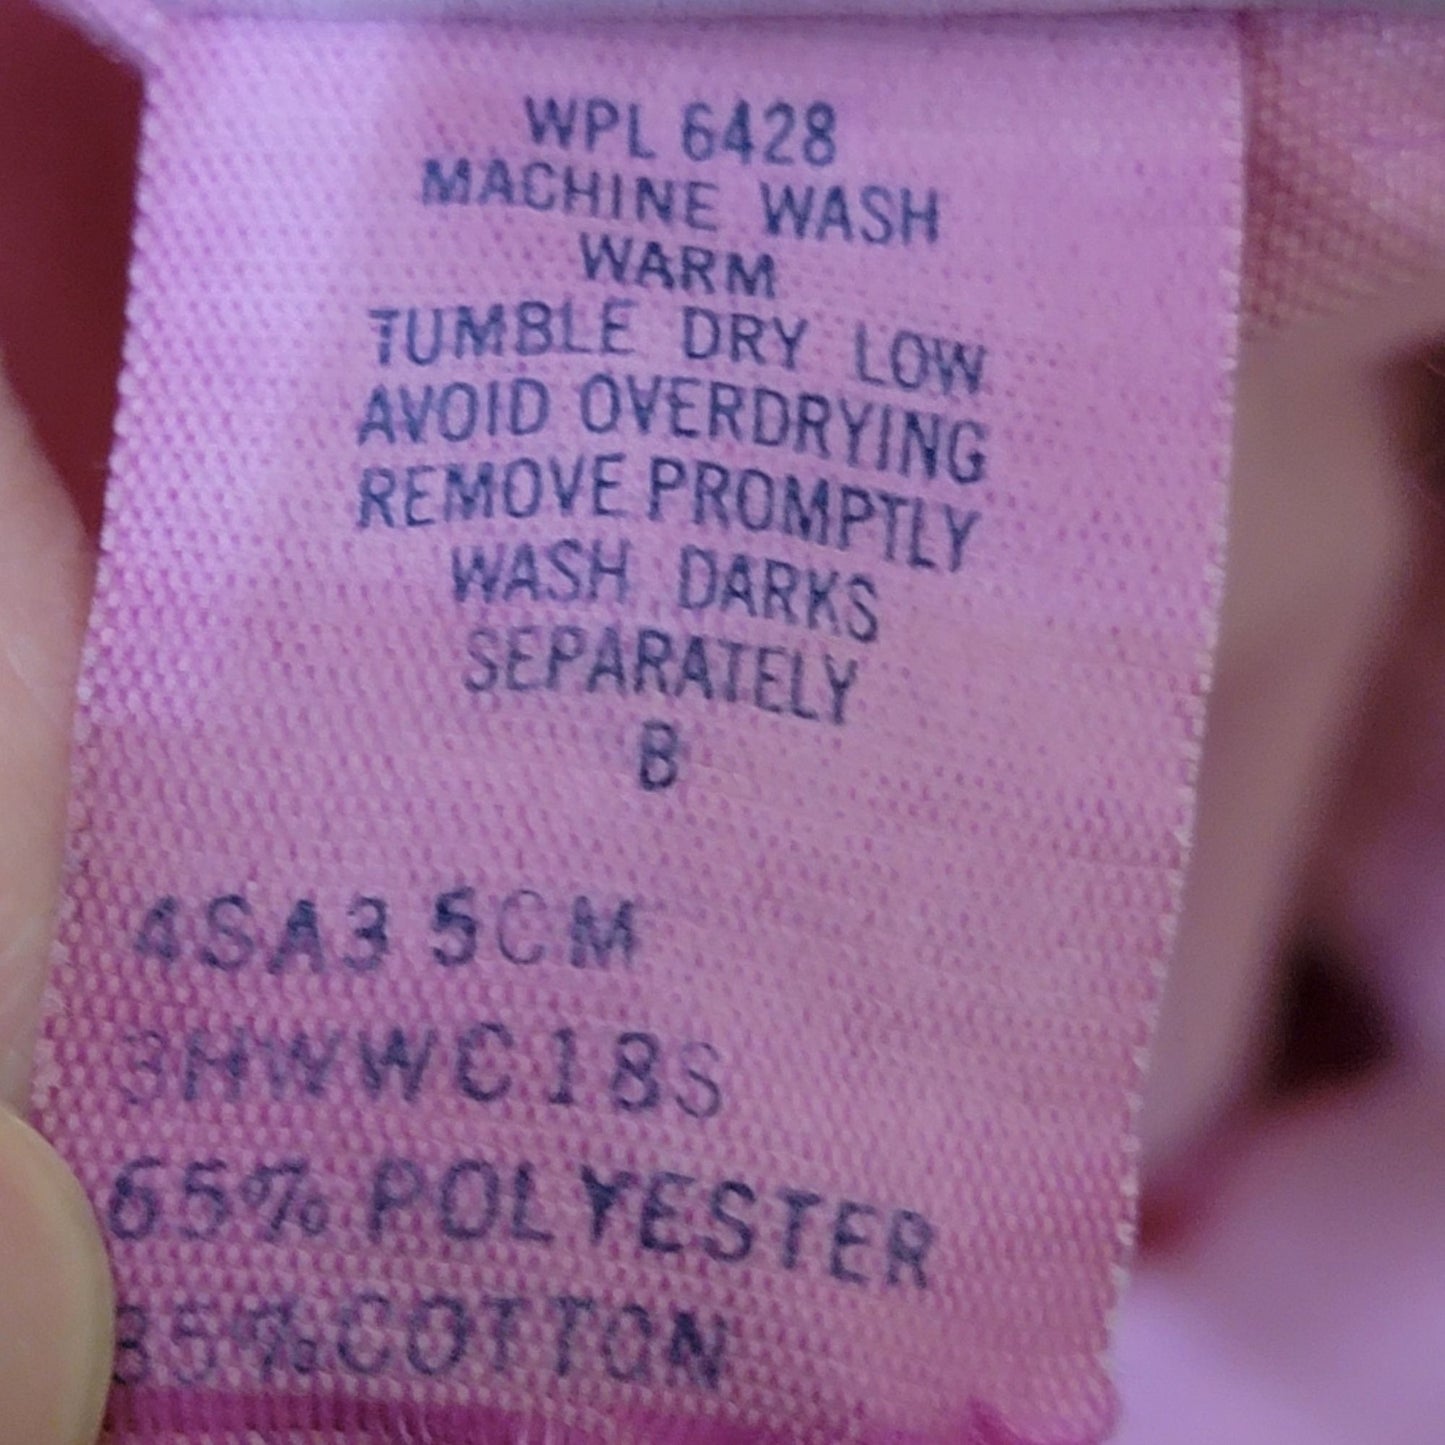 WPL 6428
MACHINE WASH
WARM
TUMBLE DRY LOW
AVOID OVERDRYING
REMOVE PROMPTLY
WASH DARKS
SEPARATELY
B
4SA3 5CM
3HWWC18S
65% POLYESTER
35% COTTON